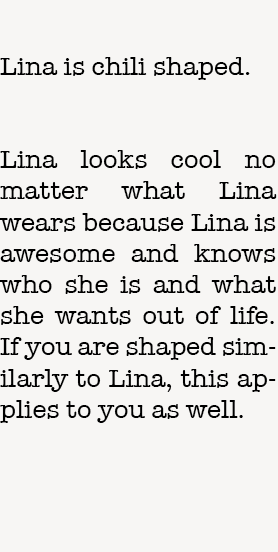 Lina is chili shaped.
Lina looks cool no
matter what Lina
wears because Lina is
awesome and knows
who she is and what
she wants out of life.
If you are shaped sim-
ilarly to Lina, this ap-
plies to you as well.